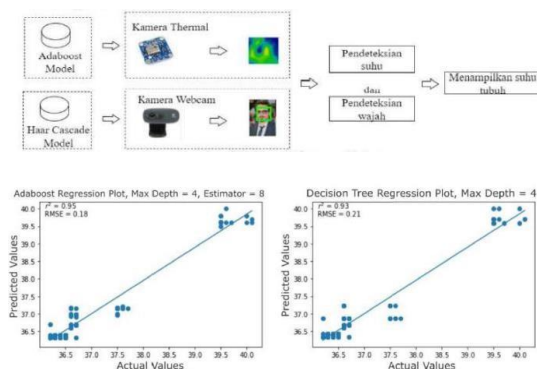 Kamera Thermal
Adaboost
Model
Kamera Webcam
Haar Cascade
Model
Pendeteksian
suhu
dan
Pendeteksian
wajah
Menampilkan suhu
tubuh
Adaboost Regression Plot, Max Depth = 4, Estimator = 8
r² = 0.95
RMSE = 0.18
Predicted Values
40.0
39.5
39.0
38.5
38.0
37.5
37.0
36.5
36.5 37.0 37.5 38.0 38.5 39.0 39.5 40.0
Actual Values
Decision Tree Regression Plot, Max Depth = 4
r² = 0.93
RMSE = 0.21
Predicted Values
40.0
39.5
39.0
38.5
38.0
37.5
37.0
36.5
36.5 37.0 37.5 38.0 38.5 39.0 39.5 40.0
Actual Values